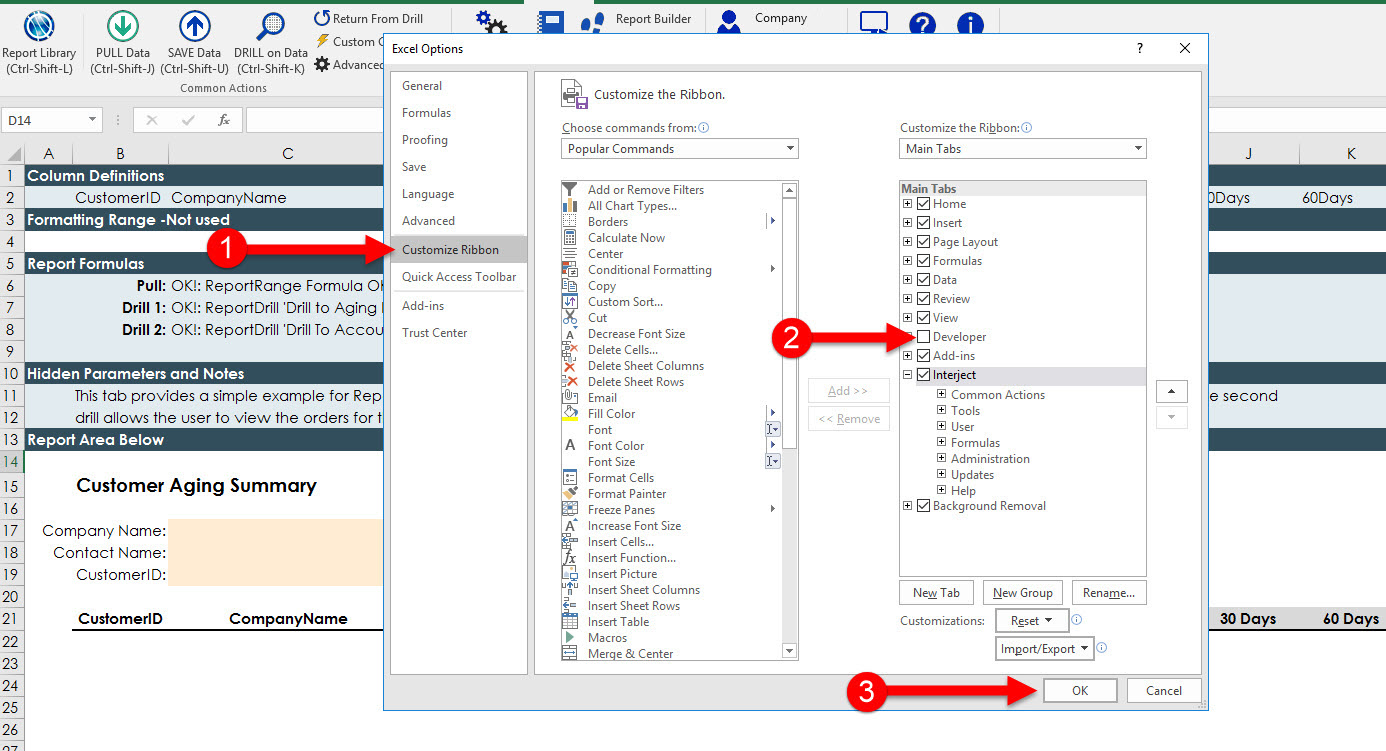 Report Library
(Ctrl-Shift-L)
PULL Data
(Ctrl-Shift-J)
SAVE Data
(Ctrl-Shift-U)
DRILL on Data
(Ctrl-Shift-K)
Return From Drill
Custom
Advanced
Common Actions
Report Builder
Company
D14
fx
A B C J K
1 Column Definitions
2 CustomerID CompanyName 0Days 60Days
3 Formatting Range -Not used
4
5 Report Formulas
6 Pull: OK!: ReportRange Formula OK
7 Drill 1: OK!: ReportDrill 'Drill to Aging
8 Drill 2: OK!: ReportDrill 'Drill To Accou
9
10 Hidden Parameters and Notes
11 This tab provides a simple example for Rep e second
12 drill allows the user to view the orders for t
13 Report Area Below
14
15 Customer Aging Summary
16
17 Company Name:
18 Contact Name:
19 CustomerID:
20
21 CustomerID CompanyName 30 Days 60 Days
22
23
24
25
26
27
Excel Options
?
General
Formulas
Proofing
Save
Language
Advanced
Customize Ribbon
Quick Access Toolbar
Add-ins
Trust Center
1
Customize the Ribbon.
Choose commands from:
Popular Commands
Add or Remove Filters
All Chart Types...
Borders
Calculate Now
Center
Conditional Formatting
Copy
Custom Sort...
Cut
Decrease Font Size
Delete Cells...
Delete Sheet Columns
Delete Sheet Rows
Email
Fill Color
Font
Font Color
Font Size
Format Cells
Format Painter
Freeze Panes
Increase Font Size
Insert Cells...
Insert Function...
Insert Picture
Insert Sheet Columns
Insert Sheet Rows
Insert Table
Macros
Merge & Center
Add >>
<< Remove
Customize the Ribbon:
Main Tabs
Main Tabs
Home
Insert
Page Layout
Formulas
Data
Review
View
2
Developer
Add-ins
Interject
Common Actions
Tools
User
Formulas
Administration
Updates
Help
Background Removal
New Tab
New Group
Rename...
Customizations:
Reset
Import/Export
3
OK
Cancel